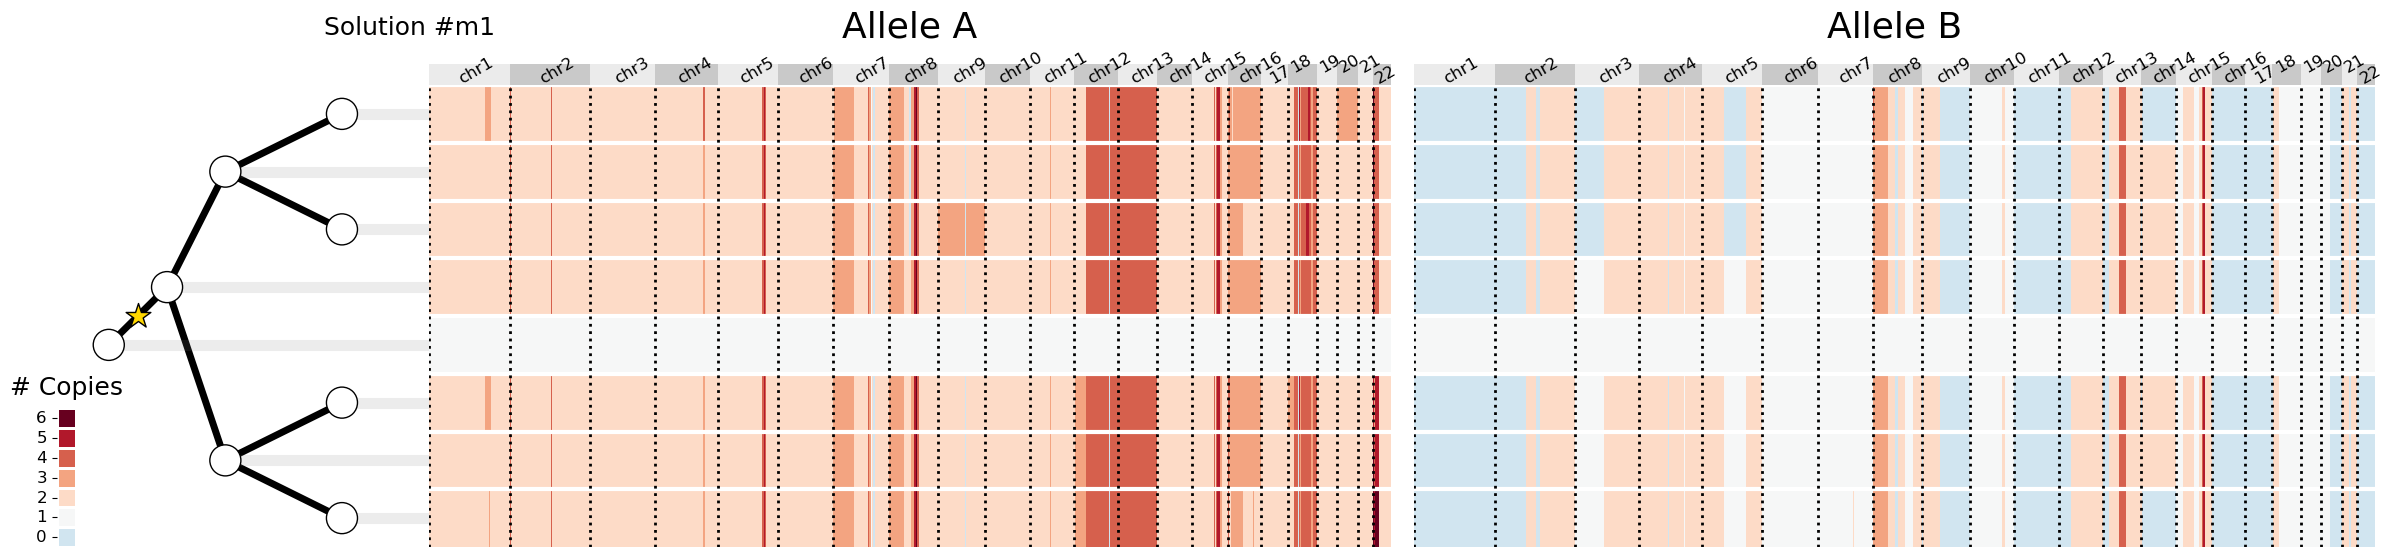 Solution #m1
Allele A
Allele B
chr1 chr2 chr3 chr4 chr5 chr6 chr7 chr8 chr9 chr10 chr11 chr12 chr13 chr14 chr15 chr16 17 18 19 20 21 22
chr1 chr2 chr3 chr4 chr5 chr6 chr7 chr8 chr9 chr10 chr11 chr12 chr13 chr14 chr15 chr16 17 18 19 20 21 22
# Copies
6
5
4
3
2
1
0